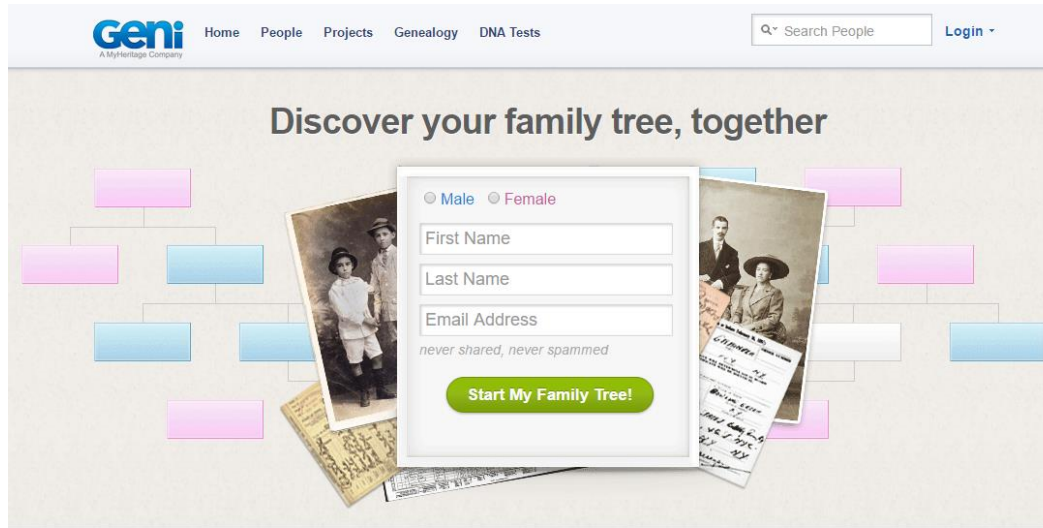 Geni
A MyHeritage Company
Home People Projects Genealogy DNA Tests
Search People
Login
Discover your family tree, together
Male Female
First Name
Last Name
Email Address
never shared, never spammed
Start My Family Tree!